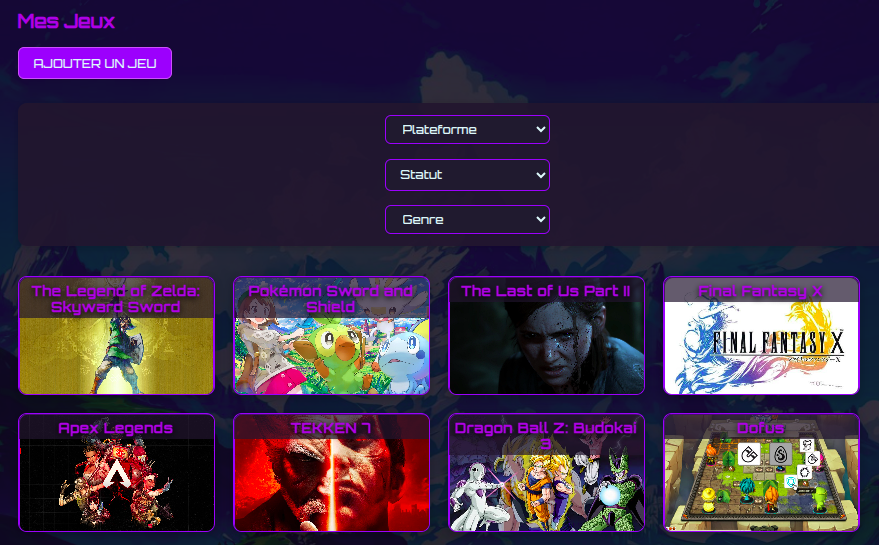 Mes Jeux
AJOUTER UN JEU
Plateforme
Statut
Genre
The Legend of Zelda:
Skyward Sword
Pokémon Sword and
Shield
The Last of Us Part II
Final Fantasy X
FINAL FANTASY X
Apex Legends
TEKKEN 7
Dragon Ball Z: Budokai
3
Dofus